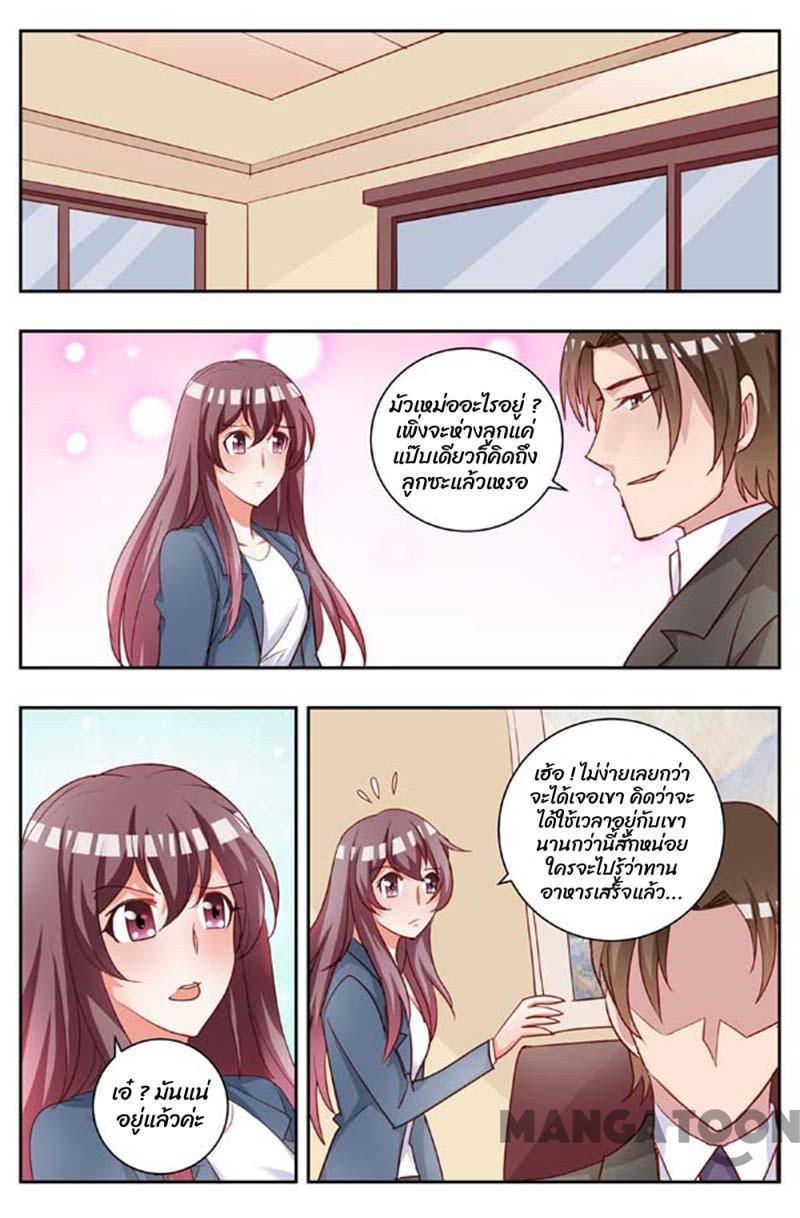 มัวเหม่ออะไรอยู่ ?
เพิ่งจะห่างลูกแค่
แป๊บเดียวก็คิดถึง
ลูกซะแล้วเหรอ
เอ๋ ? มันแน่
อยู่แล้วค่ะ
เฮ้อ ! ไม่ง่ายเลยกว่า
จะได้เจอเขา คิดว่าจะ
ได้ใช้เวลาอยู่กับเขา
นานกว่านี้สักหน่อย
ใครจะไปรู้ว่าทาน
อาหารเสร็จแล้ว...
MANGATOON